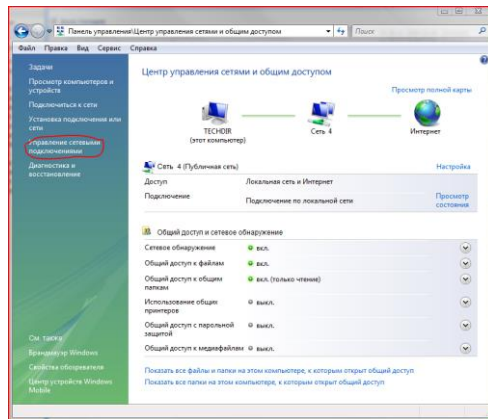 Панель управления\Центр управления сетями и общим доступом
Поиск
Файл Правка Вид Сервис Справка
Задачи
Просмотр компьютеров и
устройств
Подключиться к сети
Установка подключения или
сети
Управление сетевыми
подключениями
Диагностика и
восстановление
См. также
Брандмауэр Windows
Свойства обозревателя
Центр устройств Windows
Mobile
Центр управления сетями и общим доступом
Просмотр полной карты
TECHDIR
(этот компьютер)
Сеть 4
Интернет
Сеть 4 (Публичная сеть)
Настройка
Доступ Локальная сеть и Интернет
Подключение Подключение по локальной сети
Просмотр
состояния
Общий доступ и сетевое обнаружение
Сетевое обнаружение вкл.
Общий доступ к файлам вкл.
Общий доступ к общим
папкам
вкл. (только чтение)
Использование общих
принтеров
выкл.
Общий доступ с парольной
защитой
выкл.
Общий доступ к медиафайлам выкл.
Показать все файлы и папки на этом компьютере, к которым открыт общий доступ
Показать все папки на этом компьютере, к которым открыт общий доступ